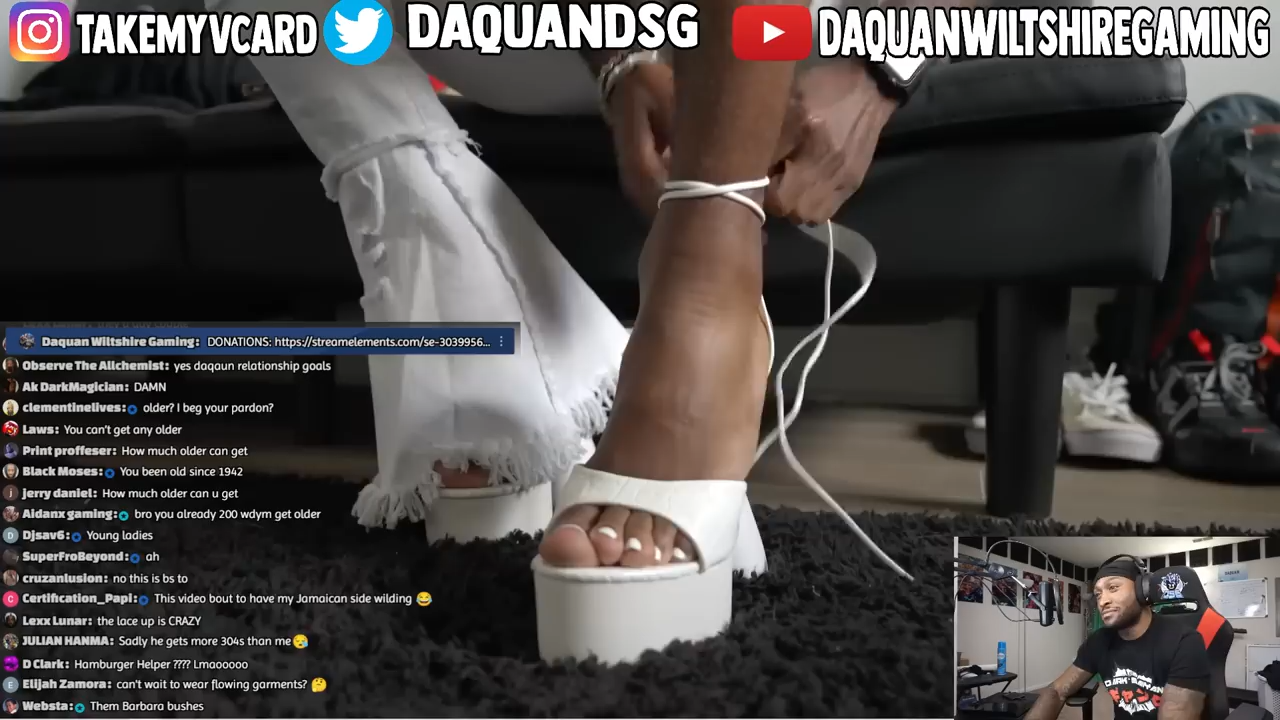 TAKEMYVCARD DAQUANDSG DAQUANWILTSHIREGAMING
Daquan Wiltshire Gaming: DONATIONS: https://streamelements.com/se-3039956...
Observe The Allchemist: yes daqaun relationship goals
Ak DarkMagician: DAMN
clementinelives: older? I beg your pardon?
Laws: You can't get any older
Print proffeser: How much older can get
Black Moses: You been old since 1942
jerry daniel: How much older can u get
Aidanx gaming: bro you already 200 wdym get older
Djsav6: Young ladies
SuperFroBeyond: ah
cruzanlusion: no this is bs to
Certification_Papi: This video bout to have my Jamaican side wilding 😂
Lexx Lunar: the lace up is CRAZY
JULIAN HANMA: Sadly he gets more 304s than me😪
D Clark: Hamburger Helper ???? Lmaooooo
Elijah Zamora: can't wait to wear flowing garments? 🤔
Websta: Them Barbara bushes